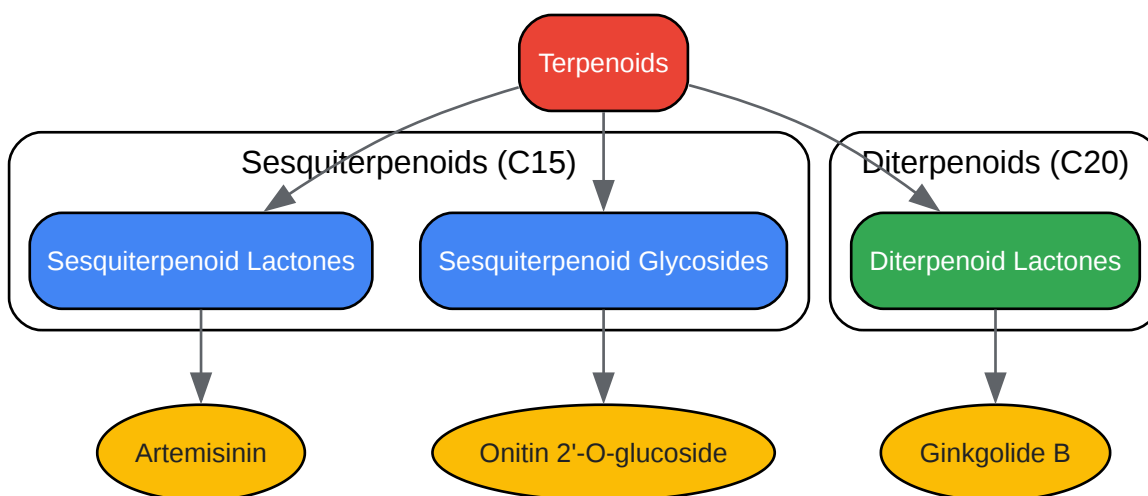 Terpenoids
Sesquiterpenoids (C15)
Diterpenoids (C20)
Sesquiterpenoid Lactones
Sesquiterpenoid Glycosides
Diterpenoid Lactones
Artemisinin
Onitin 2'-O-glucoside
Ginkgolide B